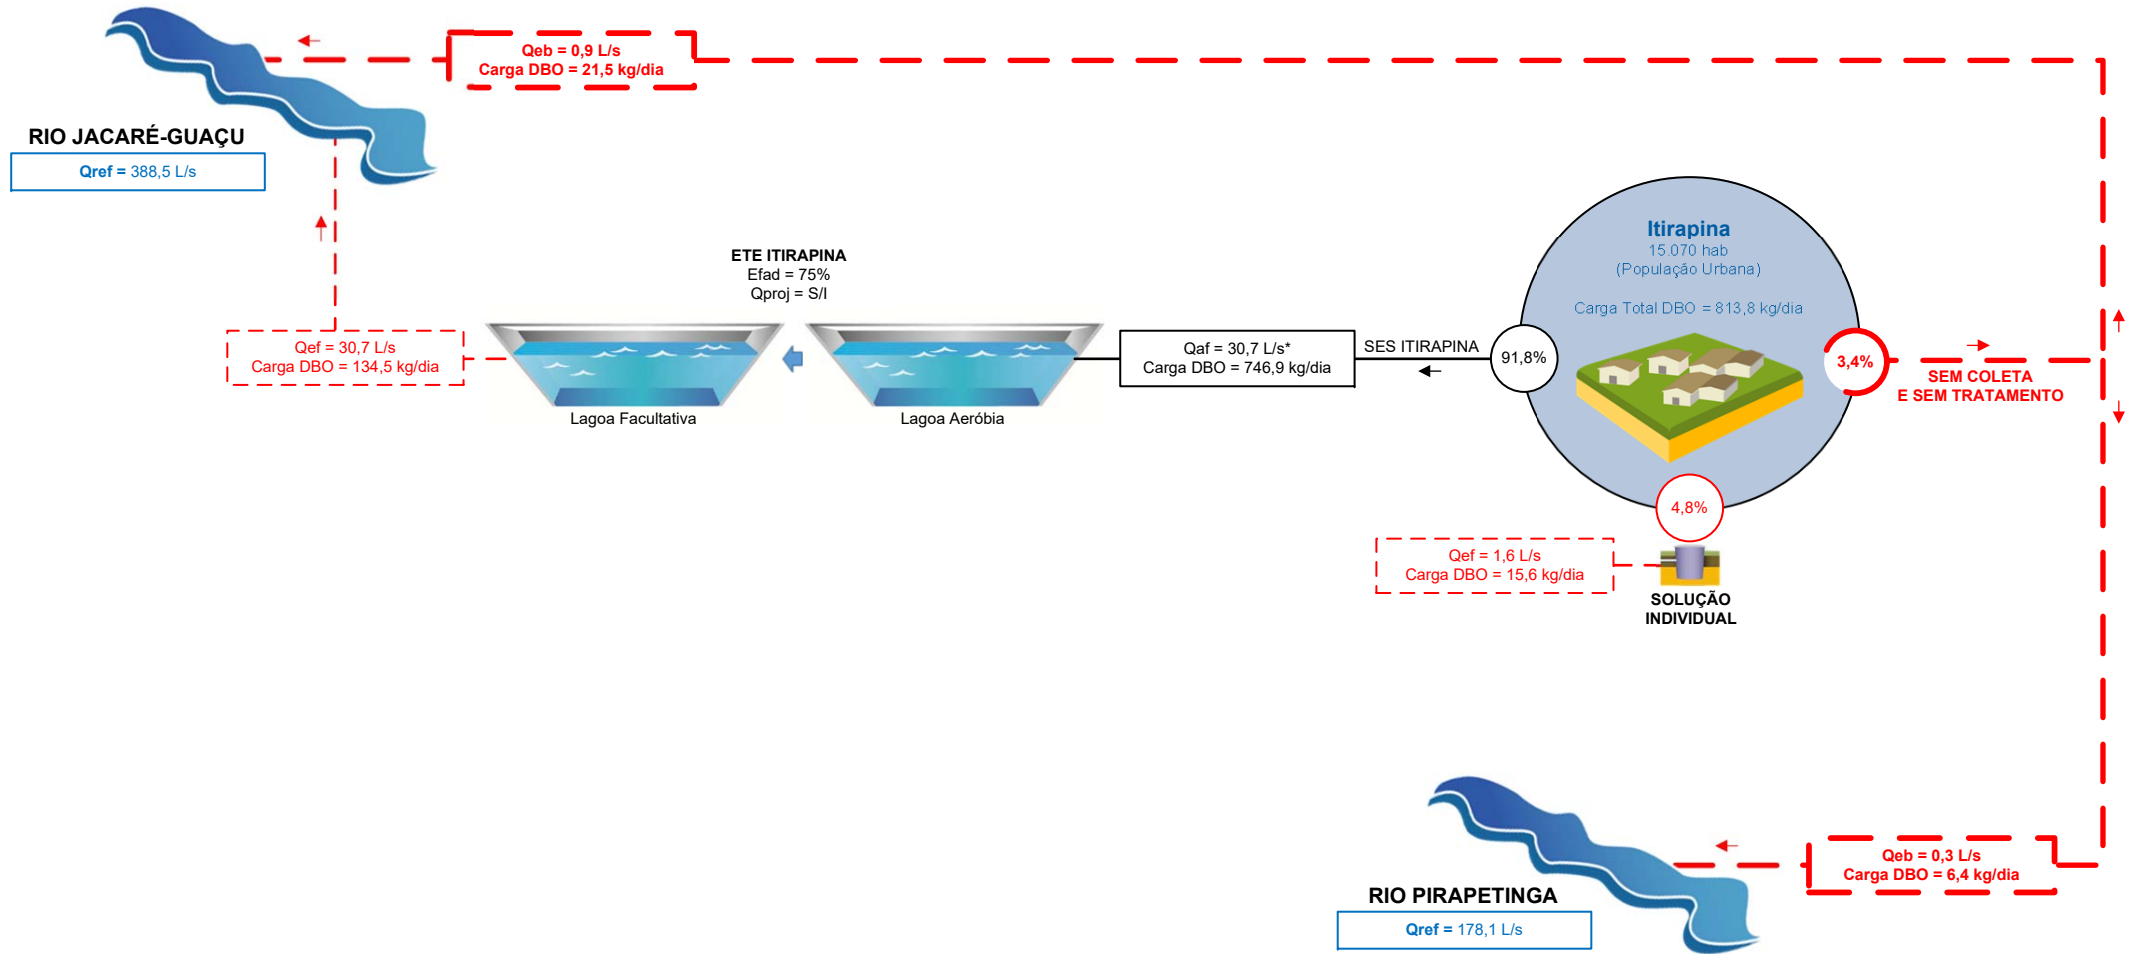 Qeb = 0,9 L/s
Carga DBO = 21,5 kg/dia
RIO JACARÉ-GUAÇU
Qref = 388,5 L/s
Itirapina
15.070 hab
(População Urbana)
Carga Total DBO = 813,8 kg/dia
ETE ITIRAPINA
Efad = 75%
Qproj = S/I
Qef = 30,7 L/s
Carga DBO = 134,5 kg/dia
Lagoa Facultativa
Lagoa Aeróbia
Qaf = 30,7 L/s*
Carga DBO = 746,9 kg/dia
SES ITIRAPINA
91,8%
3,4%
SEM COLETA
E SEM TRATAMENTO
4,8%
Qef = 1,6 L/s
Carga DBO = 15,6 kg/dia
SOLUÇÃO
INDIVIDUAL
Qeb = 0,3 L/s
Carga DBO = 6,4 kg/dia
RIO PIRAPETINGA
Qref = 178,1 L/s